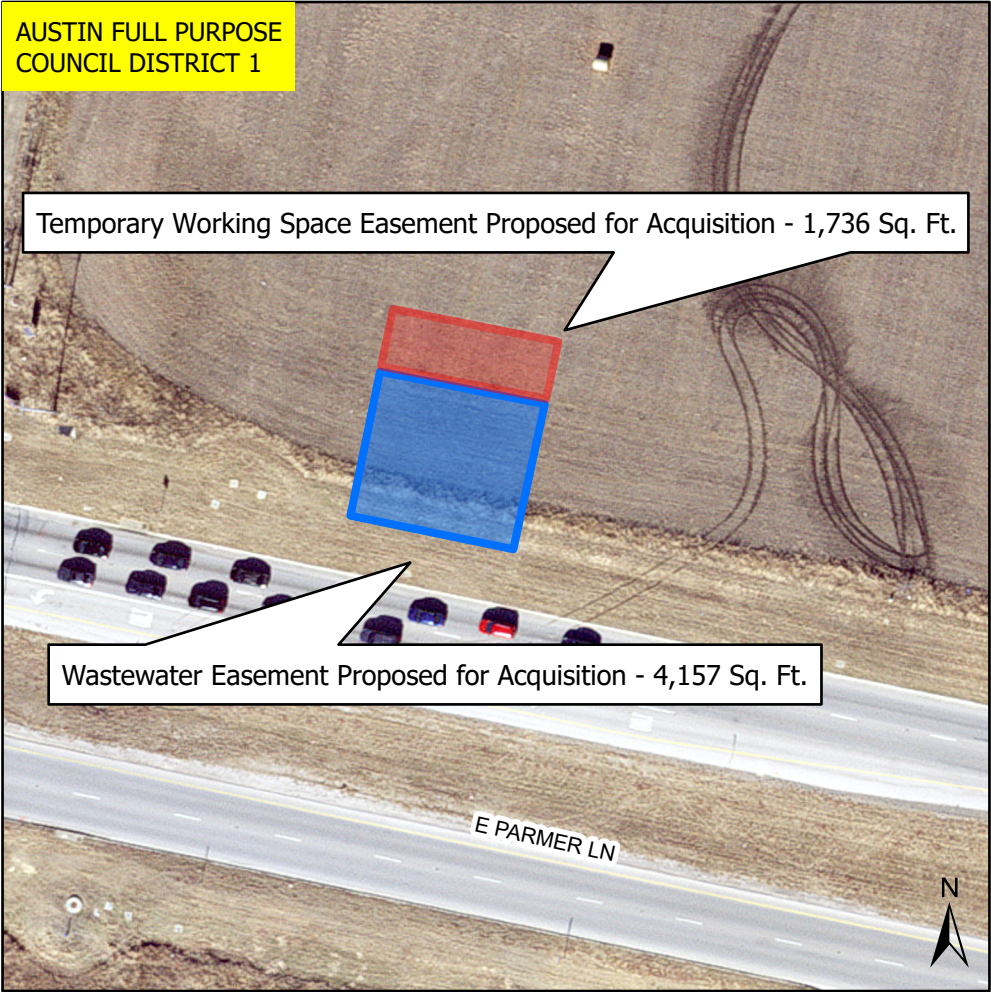 AUSTIN FULL PURPOSE
COUNCIL DISTRICT 1
Temporary Working Space Easement Proposed for Acquisition - 1,736 Sq. Ft.
Wastewater Easement Proposed for Acquisition - 4,157 Sq. Ft.
E PARMER LN
N